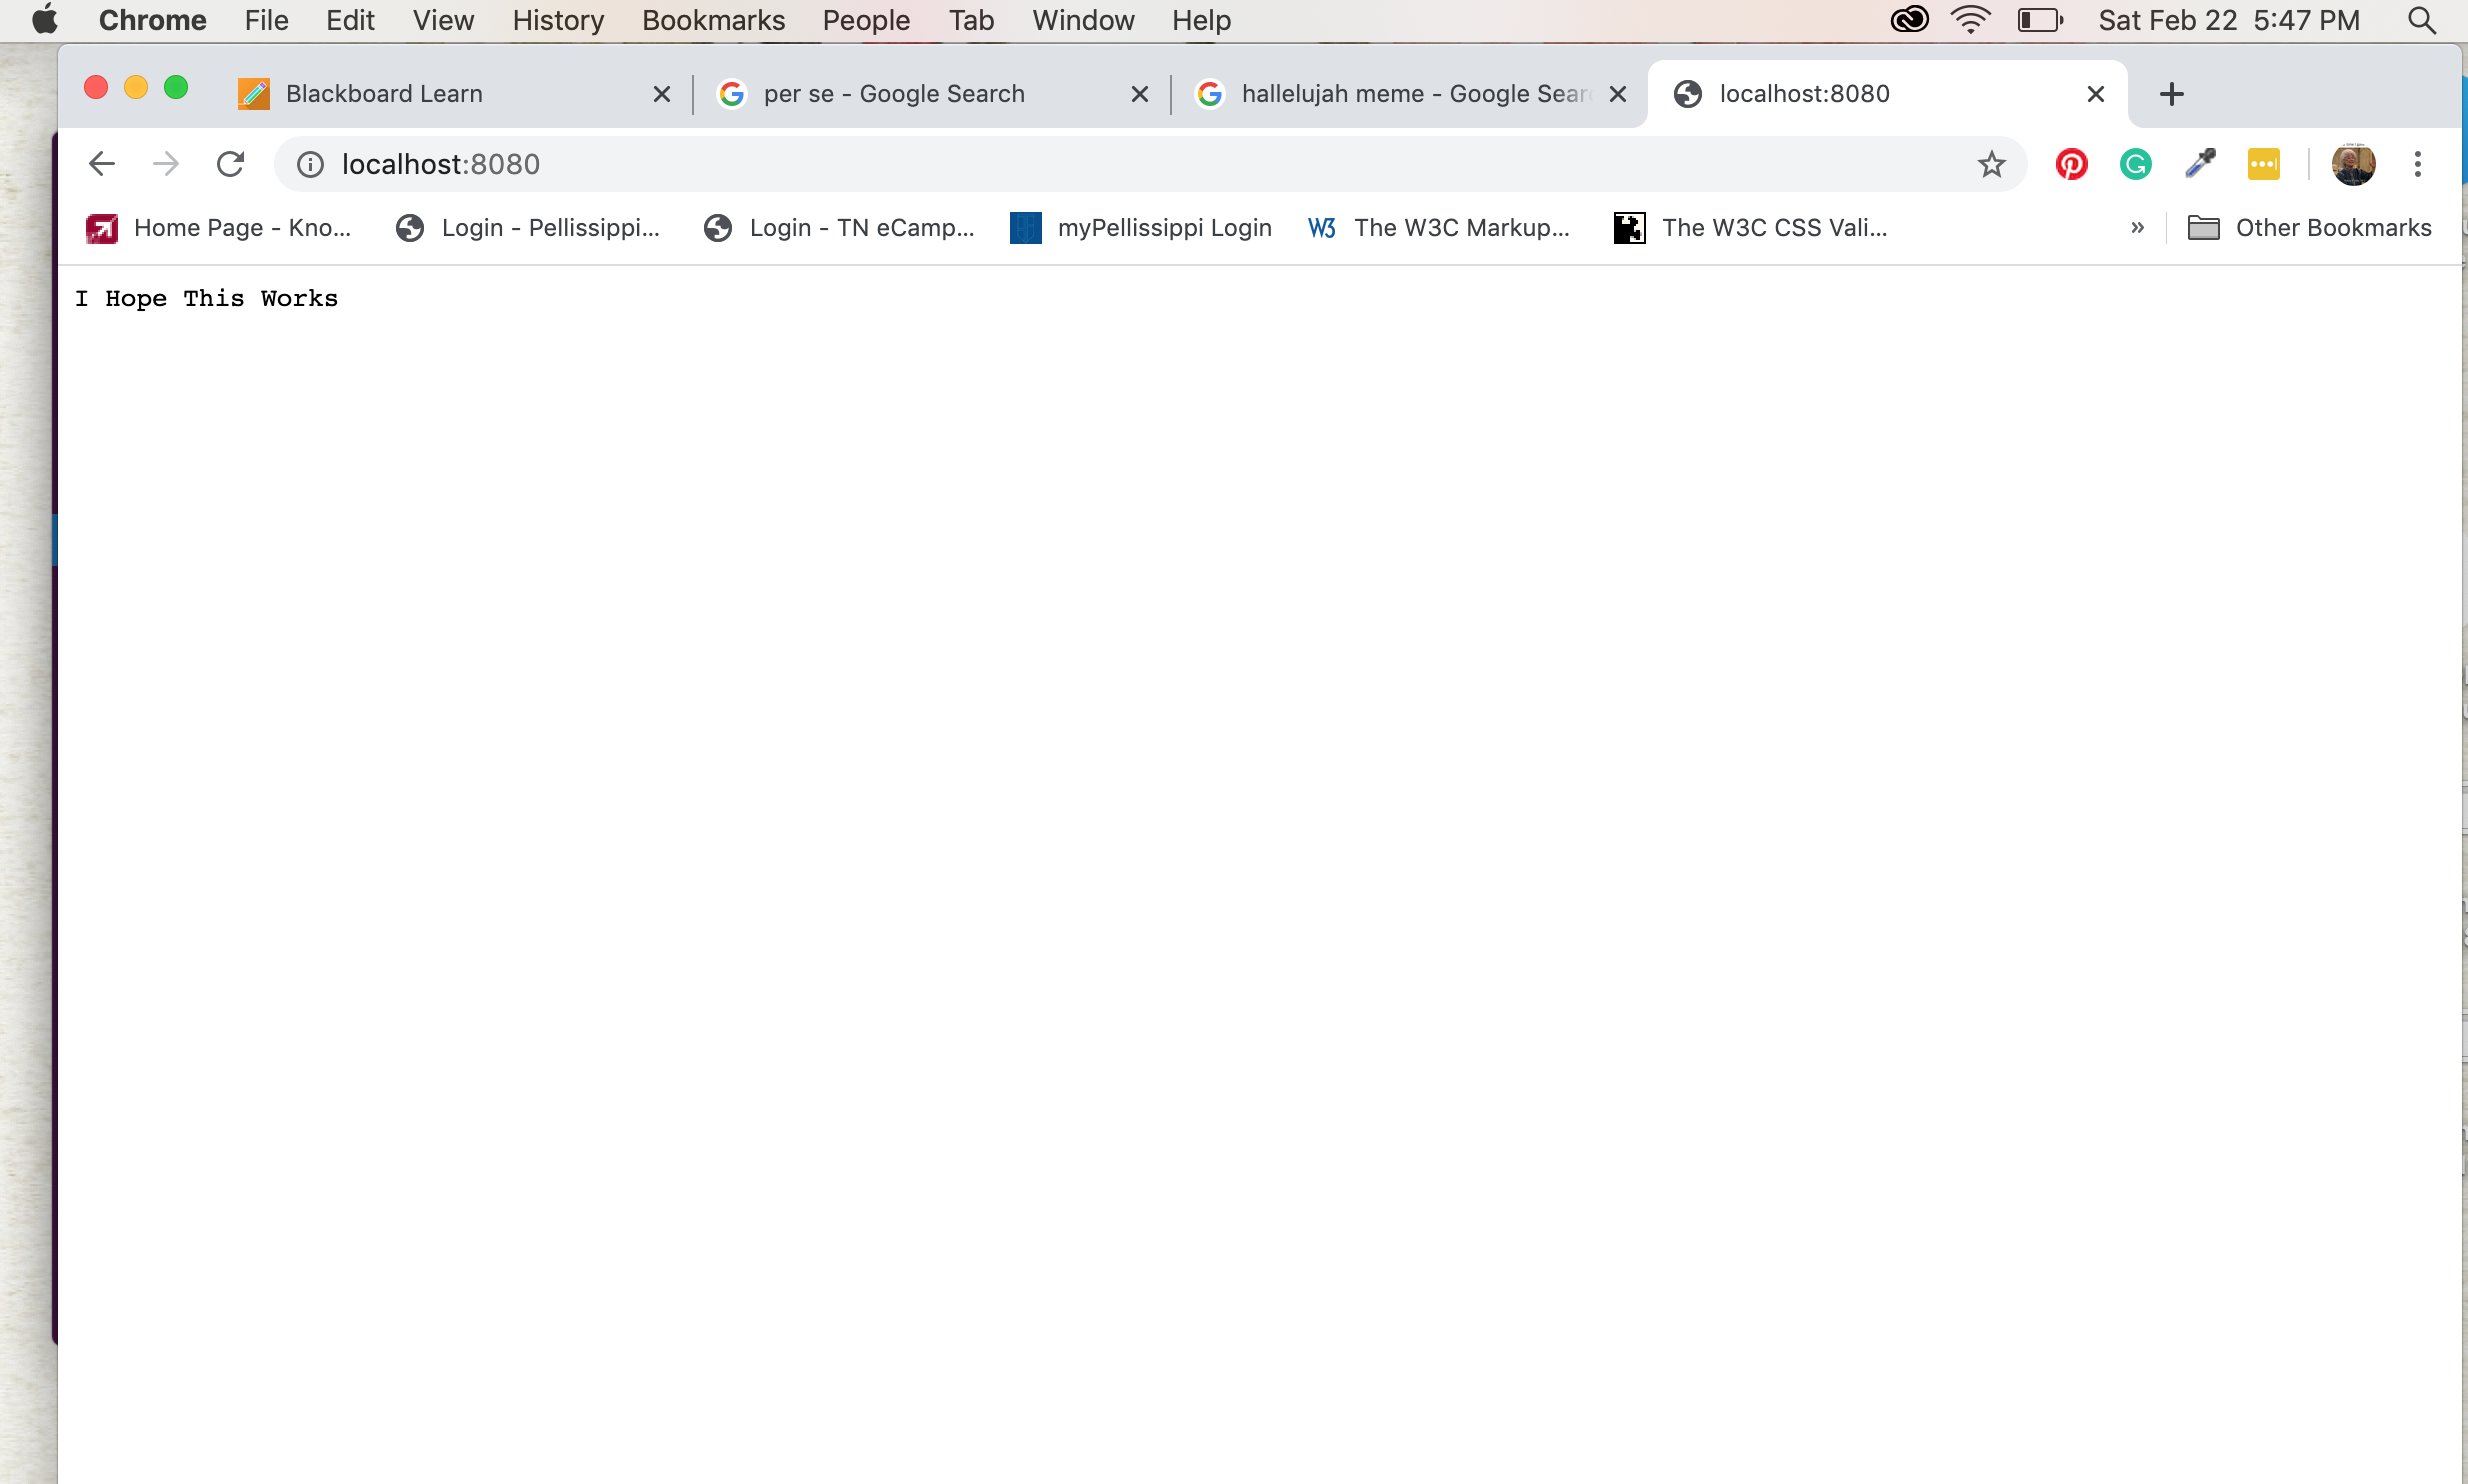 Chrome File Edit View History Bookmarks People Tab Window Help Sat Feb 22 5:47 PM
Blackboard Learn per se - Google Search hallelujah meme - Google Sear localhost:8080
localhost:8080
Home Page - Kno... Login - Pellissippi... Login - TN eCamp... myPellissippi Login W3 The W3C Markup... The W3C CSS Vali... » Other Bookmarks
I Hope This Works